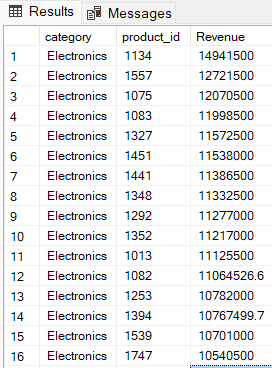 Results Messages
category product_id Revenue
1 Electronics 1134 14941500
2 Electronics 1557 12721500
3 Electronics 1075 12070500
4 Electronics 1083 11998500
5 Electronics 1327 11572500
6 Electronics 1451 11538000
7 Electronics 1441 11386500
8 Electronics 1348 11332500
9 Electronics 1292 11277000
10 Electronics 1352 11217000
11 Electronics 1013 11125500
12 Electronics 1082 11064526.6
13 Electronics 1253 10782000
14 Electronics 1394 10767499.7
15 Electronics 1539 10701000
16 Electronics 1747 10540500